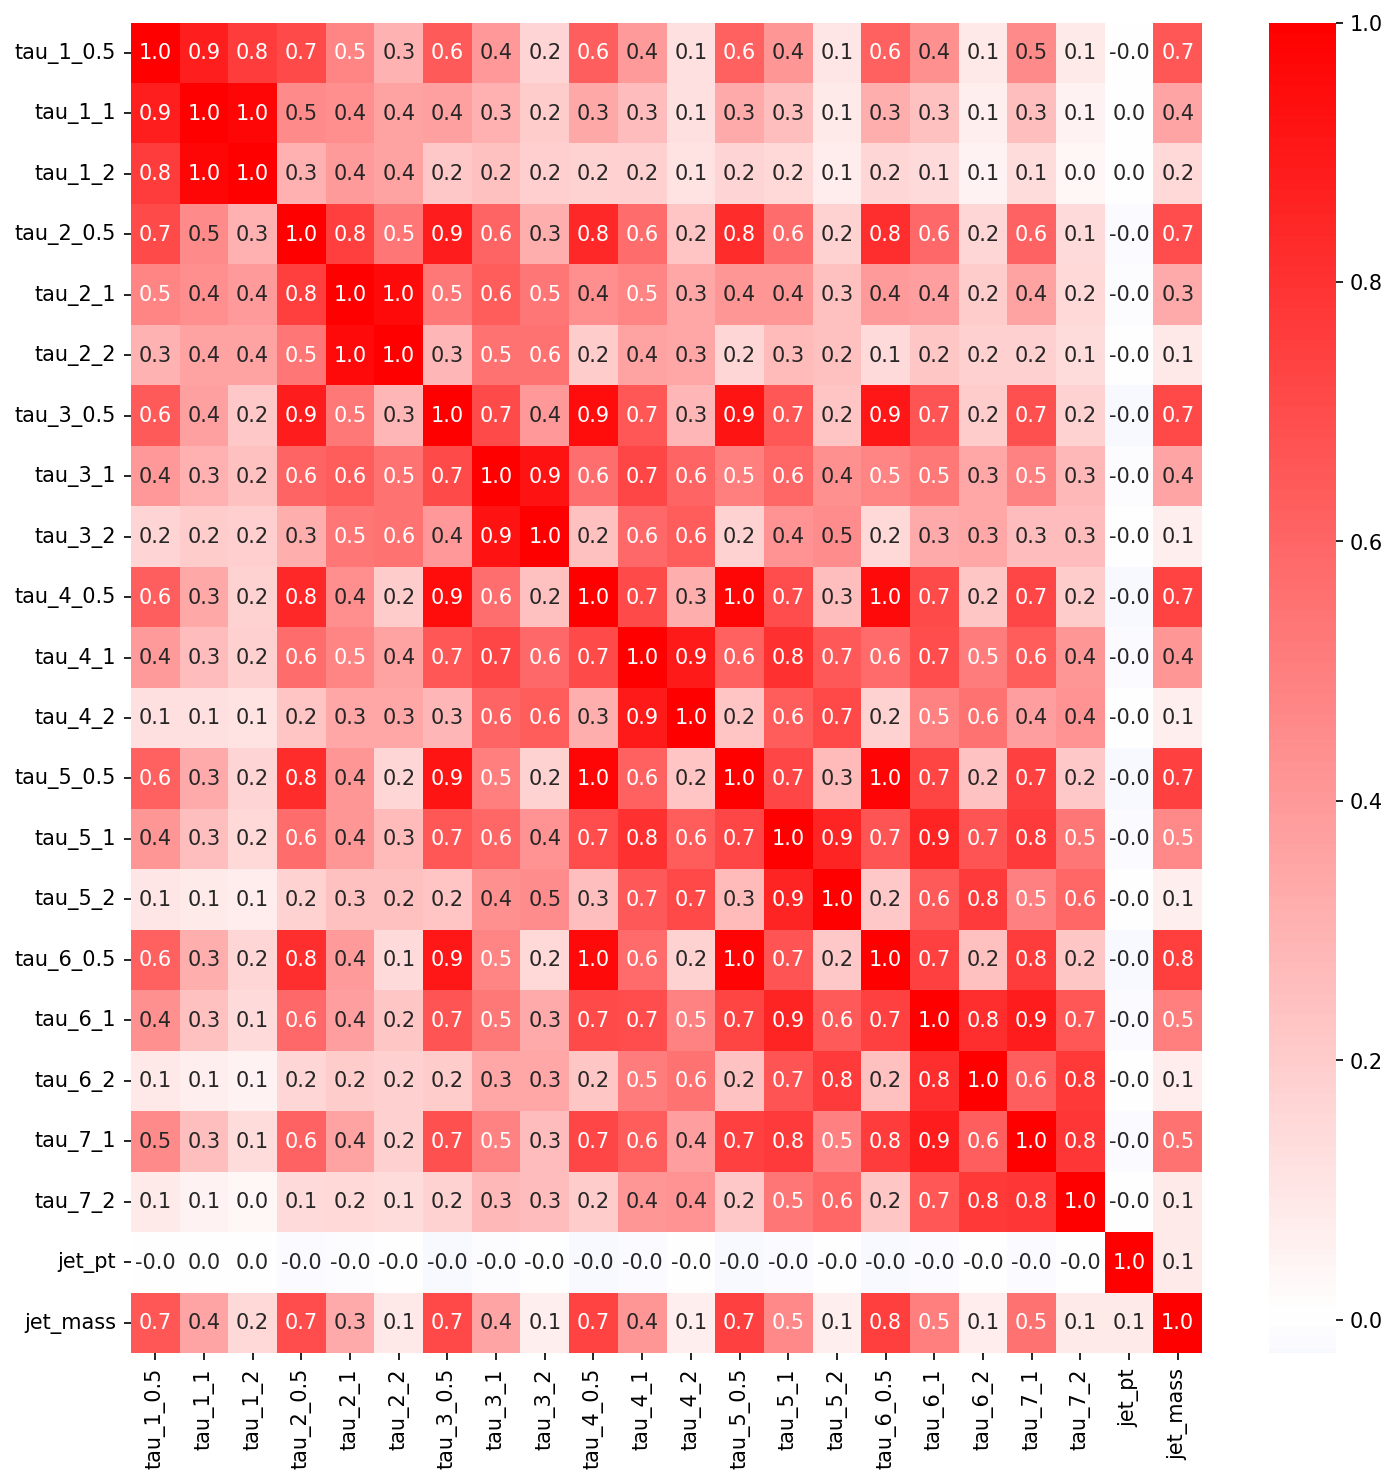 tau_1_0.5 1.0 0.9 0.8 0.7 0.5 0.3 0.6 0.4 0.2 0.6 0.4 0.1 0.6 0.4 0.1 0.6 0.4 0.1 0.5 0.1 -0.0 0.7
tau_1_1 0.9 1.0 1.0 0.5 0.4 0.4 0.4 0.3 0.2 0.3 0.3 0.1 0.3 0.3 0.1 0.3 0.3 0.1 0.3 0.1 0.0 0.4
tau_1_2 0.8 1.0 1.0 0.3 0.4 0.4 0.2 0.2 0.2 0.2 0.2 0.1 0.2 0.2 0.1 0.2 0.1 0.1 0.1 0.0 0.0 0.2
tau_2_0.5 0.7 0.5 0.3 1.0 0.8 0.5 0.9 0.6 0.3 0.8 0.6 0.2 0.8 0.6 0.2 0.8 0.6 0.2 0.6 0.1 -0.0 0.7
tau_2_1 0.5 0.4 0.4 0.8 1.0 1.0 0.5 0.6 0.5 0.4 0.5 0.3 0.4 0.4 0.3 0.4 0.4 0.2 0.4 0.2 -0.0 0.3
tau_2_2 0.3 0.4 0.4 0.5 1.0 1.0 0.3 0.5 0.6 0.2 0.4 0.3 0.2 0.3 0.2 0.1 0.2 0.2 0.2 0.1 -0.0 0.1
tau_3_0.5 0.6 0.4 0.2 0.9 0.5 0.3 1.0 0.7 0.4 0.9 0.7 0.3 0.9 0.7 0.2 0.9 0.7 0.2 0.7 0.2 -0.0 0.7
tau_3_1 0.4 0.3 0.2 0.6 0.6 0.5 0.7 1.0 0.9 0.6 0.7 0.6 0.5 0.6 0.4 0.5 0.5 0.3 0.5 0.3 -0.0 0.4
tau_3_2 0.2 0.2 0.2 0.3 0.5 0.6 0.4 0.9 1.0 0.2 0.6 0.6 0.2 0.4 0.5 0.2 0.3 0.3 0.3 0.3 -0.0 0.1
tau_4_0.5 0.6 0.3 0.2 0.8 0.4 0.2 0.9 0.6 0.2 1.0 0.7 0.3 1.0 0.7 0.3 1.0 0.7 0.2 0.7 0.2 -0.0 0.7
tau_4_1 0.4 0.3 0.2 0.6 0.5 0.4 0.7 0.7 0.6 0.7 1.0 0.9 0.6 0.8 0.7 0.6 0.7 0.5 0.6 0.4 -0.0 0.4
tau_4_2 0.1 0.1 0.1 0.2 0.3 0.3 0.3 0.6 0.6 0.3 0.9 1.0 0.2 0.6 0.7 0.2 0.5 0.6 0.4 0.4 -0.0 0.1
tau_5_0.5 0.6 0.3 0.2 0.8 0.4 0.2 0.9 0.5 0.2 1.0 0.6 0.2 1.0 0.7 0.3 1.0 0.7 0.2 0.7 0.2 -0.0 0.7
tau_5_1 0.4 0.3 0.2 0.6 0.4 0.3 0.7 0.6 0.4 0.7 0.8 0.6 0.7 1.0 0.9 0.7 0.9 0.7 0.8 0.5 -0.0 0.5
tau_5_2 0.1 0.1 0.1 0.2 0.3 0.2 0.2 0.4 0.5 0.3 0.7 0.7 0.3 0.9 1.0 0.2 0.6 0.8 0.5 0.6 -0.0 0.1
tau_6_0.5 0.6 0.3 0.2 0.8 0.4 0.1 0.9 0.5 0.2 1.0 0.6 0.2 1.0 0.7 0.2 1.0 0.7 0.2 0.8 0.2 -0.0 0.8
tau_6_1 0.4 0.3 0.1 0.6 0.4 0.2 0.7 0.5 0.3 0.7 0.7 0.5 0.7 0.9 0.6 0.7 1.0 0.8 0.9 0.7 -0.0 0.5
tau_6_2 0.1 0.1 0.1 0.2 0.2 0.2 0.2 0.3 0.3 0.2 0.5 0.6 0.2 0.7 0.8 0.2 0.8 1.0 0.6 0.8 -0.0 0.1
tau_7_1 0.5 0.3 0.1 0.6 0.4 0.2 0.7 0.5 0.3 0.7 0.6 0.4 0.7 0.8 0.5 0.8 0.9 0.6 1.0 0.8 -0.0 0.5
tau_7_2 0.1 0.1 0.0 0.1 0.2 0.1 0.2 0.3 0.3 0.2 0.4 0.4 0.2 0.5 0.6 0.2 0.7 0.8 0.8 1.0 -0.0 0.1
jet_pt -0.0 0.0 0.0 -0.0 -0.0 -0.0 -0.0 -0.0 -0.0 -0.0 -0.0 -0.0 -0.0 -0.0 -0.0 -0.0 -0.0 -0.0 -0.0 -0.0 1.0 0.1
jet_mass 0.7 0.4 0.2 0.7 0.3 0.1 0.7 0.4 0.1 0.7 0.4 0.1 0.7 0.5 0.1 0.8 0.5 0.1 0.5 0.1 0.1 1.0
tau_1_0.5 tau_1_1 tau_1_2 tau_2_0.5 tau_2_1 tau_2_2 tau_3_0.5 tau_3_1 tau_3_2 tau_4_0.5 tau_4_1 tau_4_2 tau_5_0.5 tau_5_1 tau_5_2 tau_6_0.5 tau_6_1 tau_6_2 tau_7_1 tau_7_2 jet_pt jet_mass
1.0
0.8
0.6
0.4
0.2
0.0